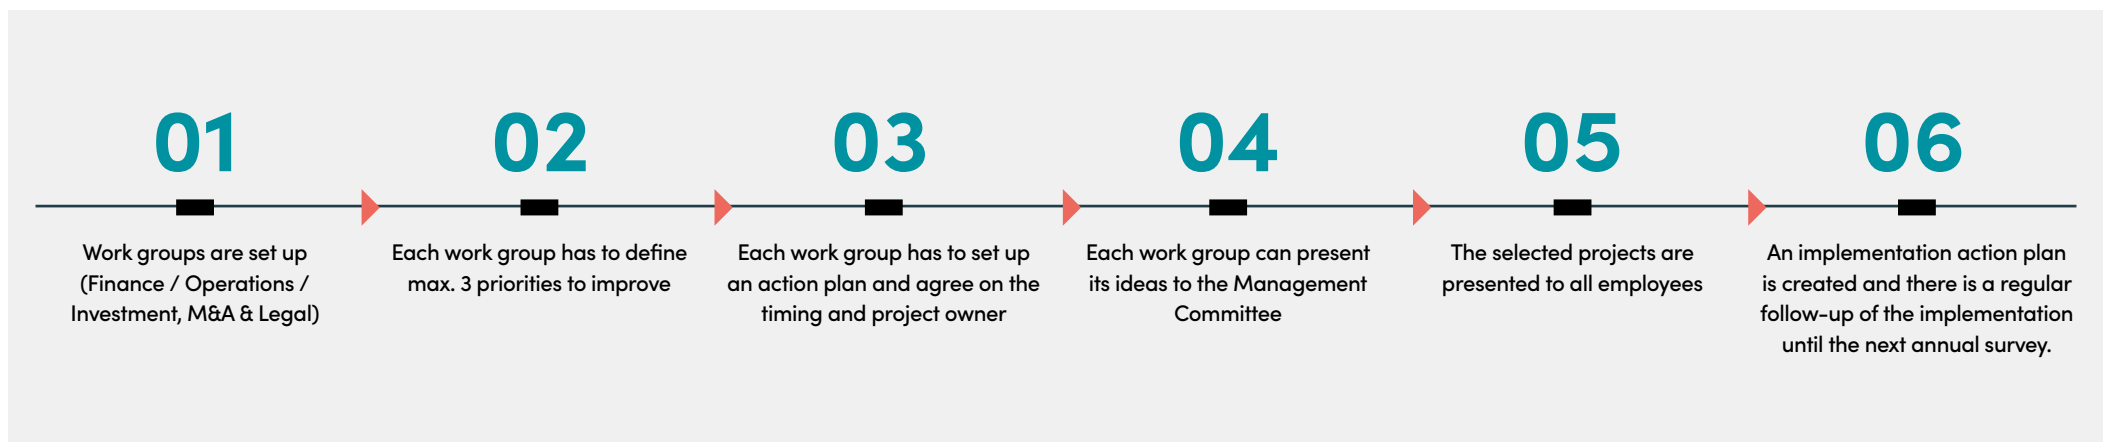 01
Work groups are set up
(Finance / Operations /
Investment, M&A & Legal)
02
Each work group has to define
max. 3 priorities to improve
03
Each work group has to set up
an action plan and agree on the
timing and project owner
04
Each work group can present
its ideas to the Management
Committee
05
The selected projects are
presented to all employees
06
An implementation action plan
is created and there is a regular
follow-up of the implementation
until the next annual survey.